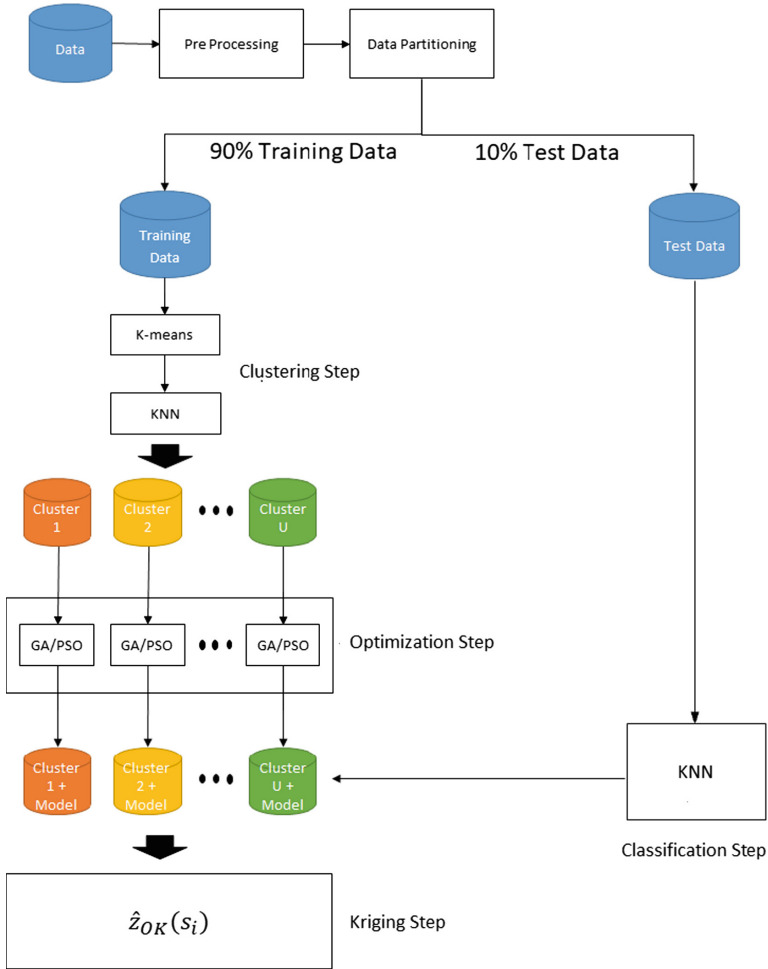 Data
Pre Processing
Data Partitioning
90% Training Data
10% Test Data
Training
Data
Test Data
K-means
Clustering Step
KNN
Cluster
1
Cluster
2
Cluster
U
GA/PSO
GA/PSO
GA/PSO
Optimization Step
Cluster
1 +
Model
Cluster
2 +
Model
Cluster
U +
Model
KNN
Classification Step
ẑ_OK(s_i)
Kriging Step